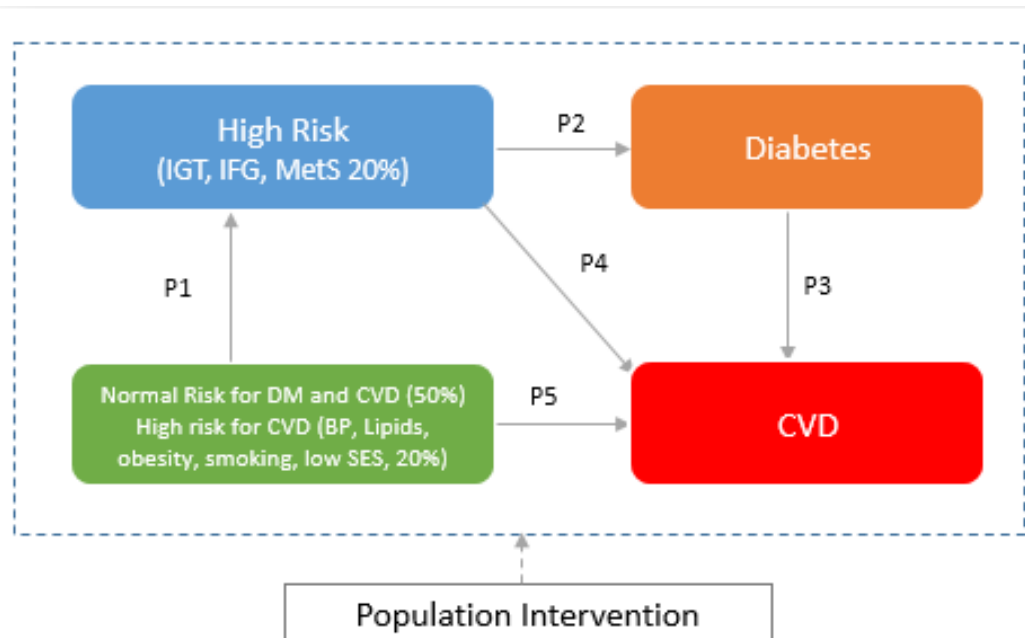 High Risk
(IGT, IFG, MetS 20%)
P2
Diabetes
P1
P4
P3
Normal Risk for DM and CVD (50%)
High risk for CVD (BP, Lipids,
obesity, smoking, low SES, 20%)
P5
CVD
Population Intervention